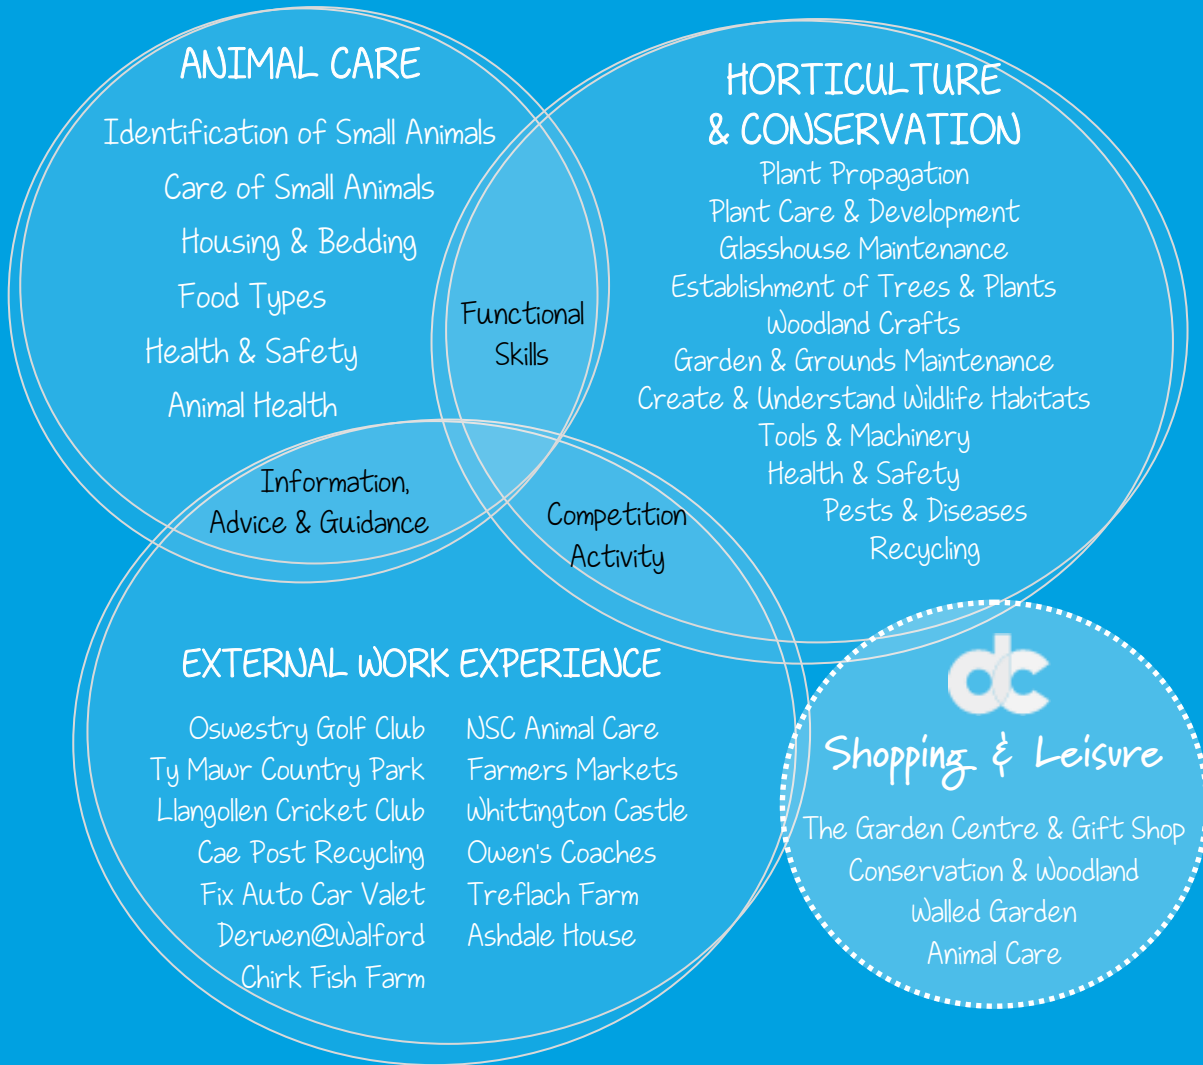 ANIMAL CARE
Identification of Small Animals
Care of Small Animals
Housing & Bedding
Food Types
Health & Safety
Animal Health
HORTICULTURE
& CONSERVATION
Plant Propagation
Plant Care & Development
Glasshouse Maintenance
Establishment of Trees & Plants
Woodland Crafts
Garden & Grounds Maintenance
Create & Understand Wildlife Habitats
Tools & Machinery
Health & Safety
Pests & Diseases
Recycling
Functional
Skills
Information,
Advice & Guidance
Competition
Activity
EXTERNAL WORK EXPERIENCE
Oswestry Golf Club
Ty Mawr Country Park
Llangollen Cricket Club
Cae Post Recycling
Fix Auto Car Valet
Derwen@Walford
Chirk Fish Farm
NSC Animal Care
Farmers Markets
Whittington Castle
Owen's Coaches
Treflach Farm
Ashdale House
dc
Shopping & Leisure
The Garden Centre & Gift Shop
Conservation & Woodland
Walled Garden
Animal Care